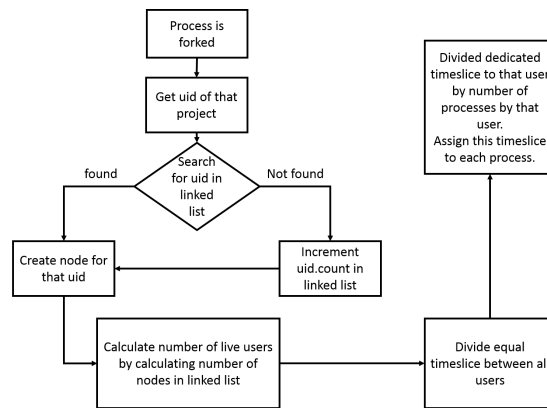 Process is
forked
Get uid of that
project
Search
for uid in
linked
list
found
Not found
Create node for
that uid
Increment
uid.count in
linked list
Calculate number of live users
by calculating number of
nodes in linked list
Divide equal
timeslice between al
users
Divided dedicated
timeslice to that user
by number of
processes by that
user.
Assign this timeslice
to each process.